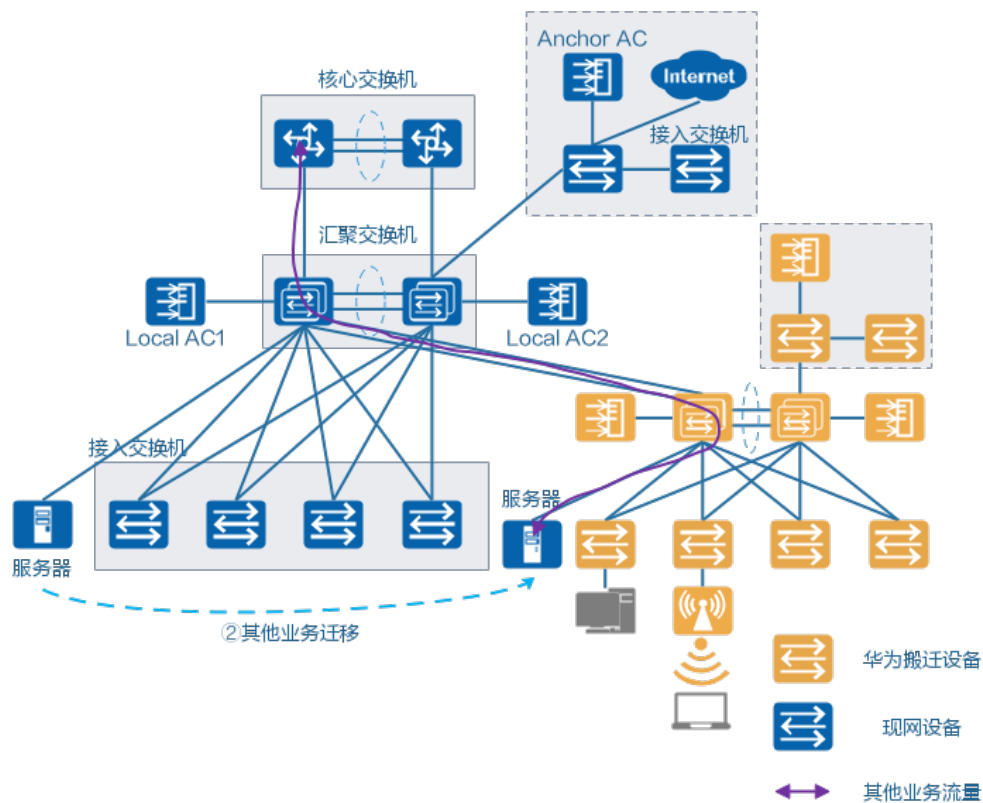 Anchor AC
核心交换机
Internet
接入交换机
汇聚交换机
Local AC1
Local AC2
接入交换机
服务器
服务器
②其他业务迁移
华为搬迁设备
现网设备
其他业务流量